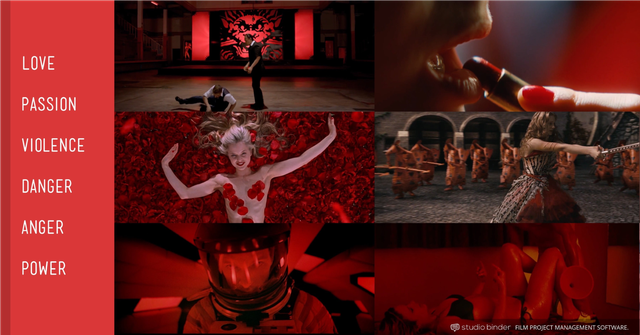 LOVE
PASSION
VIOLENCE
DANGER
ANGER
POWER
studio binder FILM PROJECT MANAGEMENT SOFTWARE.